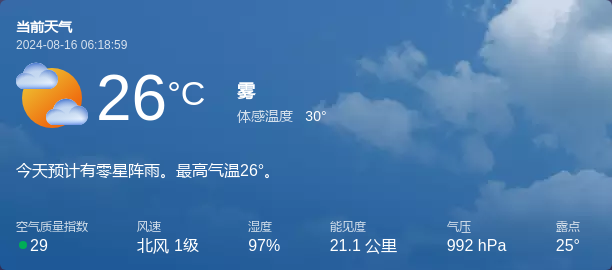 当前天气
2024-08-16 06:18:59
26°C
雾
体感温度 30°
今天预计有零星阵雨。最高气温26°。
空气质量指数 风速 湿度 能见度 气压 露点
29 北风 1级 97% 21.1 公里 992 hPa 25°